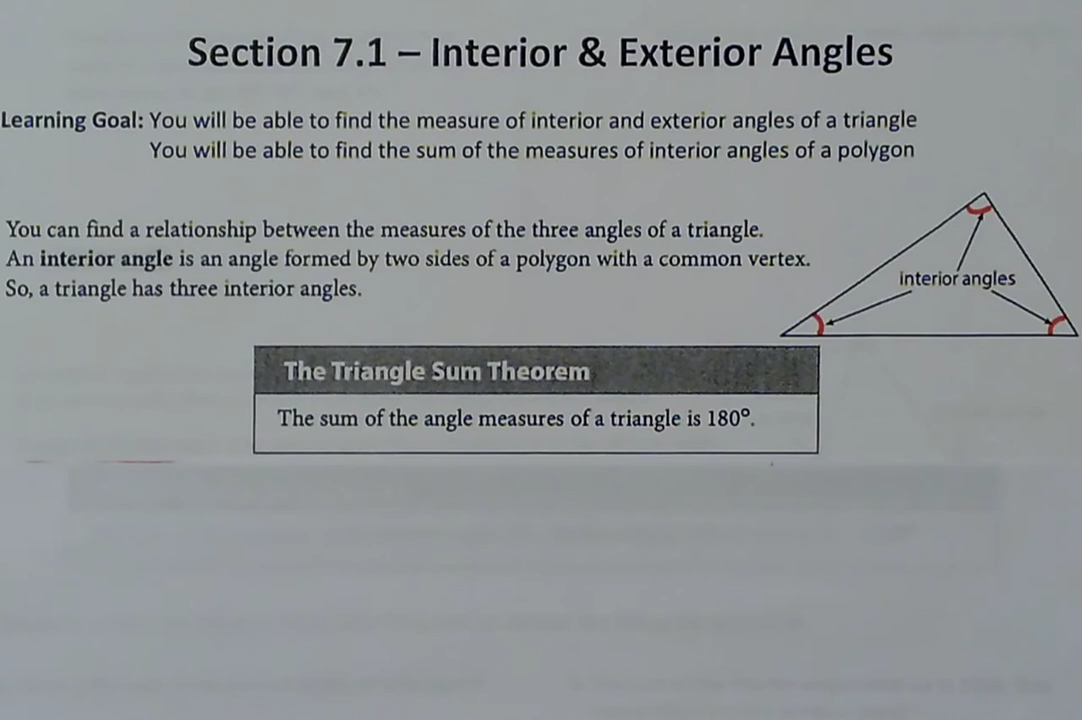 Section 7.1 – Interior & Exterior Angles
Learning Goal: You will be able to find the measure of interior and exterior angles of a triangle
You will be able to find the sum of the measures of interior angles of a polygon
You can find a relationship between the measures of the three angles of a triangle.
An interior angle is an angle formed by two sides of a polygon with a common vertex.
So, a triangle has three interior angles.
interior angles
The Triangle Sum Theorem
The sum of the angle measures of a triangle is 180°.